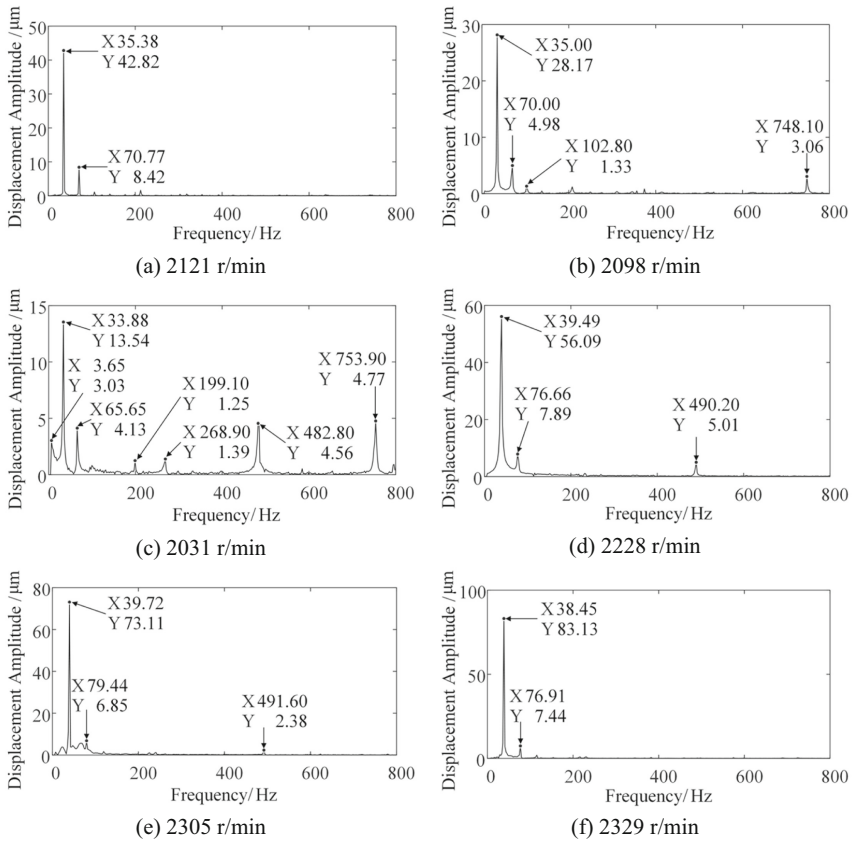 Displacement Amplitude /μm
50
40
30
20
10
0
X 35.38
Y 42.82
X 70.77
Y 8.42
0 200 400 600 800
Frequency/ Hz
(a) 2121 r/min
Displacement Amplitude /μm
30
20
10
0
X 35.00
Y 28.17
X 70.00
Y 4.98
X 102.80
Y 1.33
X 748.10
Y 3.06
0 200 400 600 800
Frequency/ Hz
(b) 2098 r/min
Displacement Amplitude /μm
15
10
5
0
X 33.88
Y 13.54
X 3.65
Y 3.03
X 65.65
Y 4.13
X 199.10
Y 1.25
X 268.90
Y 1.39
X 482.80
Y 4.56
X 753.90
Y 4.77
0 200 400 600 800
Frequency/ Hz
(c) 2031 r/min
Displacement Amplitude /μm
60
40
20
0
X 39.49
Y 56.09
X 76.66
Y 7.89
X 490.20
Y 5.01
0 200 400 600 800
Frequency/ Hz
(d) 2228 r/min
Displacement Amplitude /μm
80
60
40
20
0
X 39.72
Y 73.11
X 79.44
Y 6.85
X 491.60
Y 2.38
0 200 400 600 800
Frequency/ Hz
(e) 2305 r/min
Displacement Amplitude /μm
100
50
0
X 38.45
Y 83.13
X 76.91
Y 7.44
0 200 400 600 800
Frequency/ Hz
(f) 2329 r/min